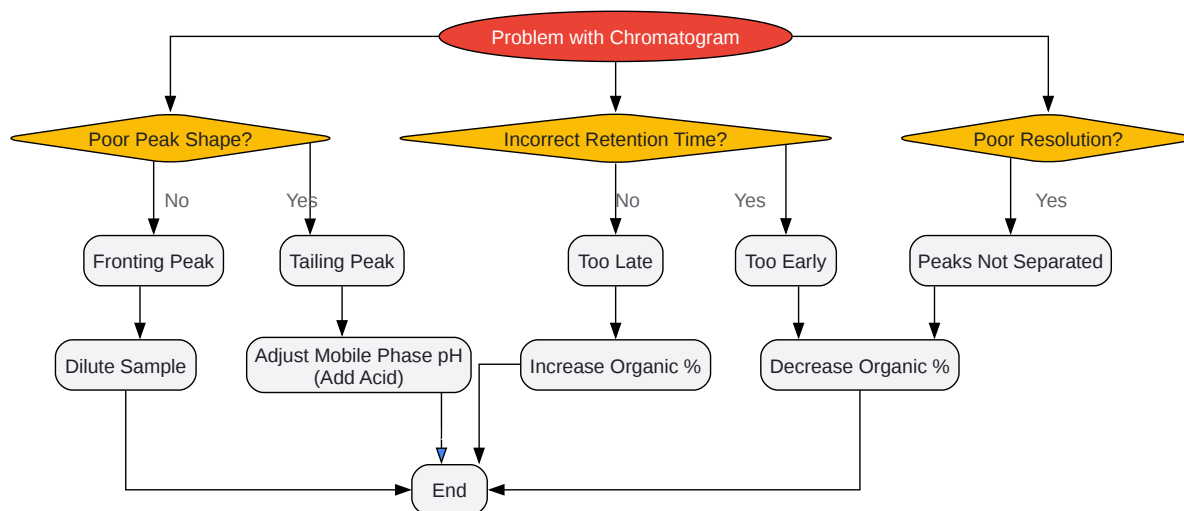 Problem with Chromatogram
Poor Peak Shape?
Incorrect Retention Time?
Poor Resolution?
No
Yes
No
Yes
Yes
Fronting Peak
Tailing Peak
Too Late
Too Early
Peaks Not Separated
Dilute Sample
Adjust Mobile Phase pH
(Add Acid)
Increase Organic %
Decrease Organic %
End